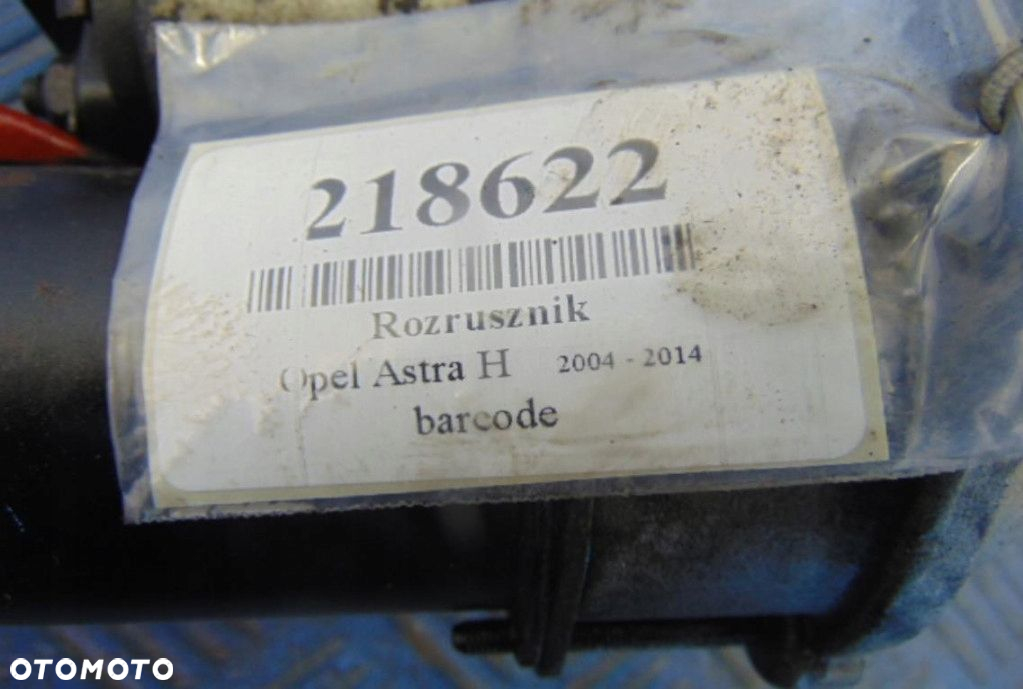 218622
Rozrusznik
Opel Astra H 2004 - 2014
barcode
OTOMOTO